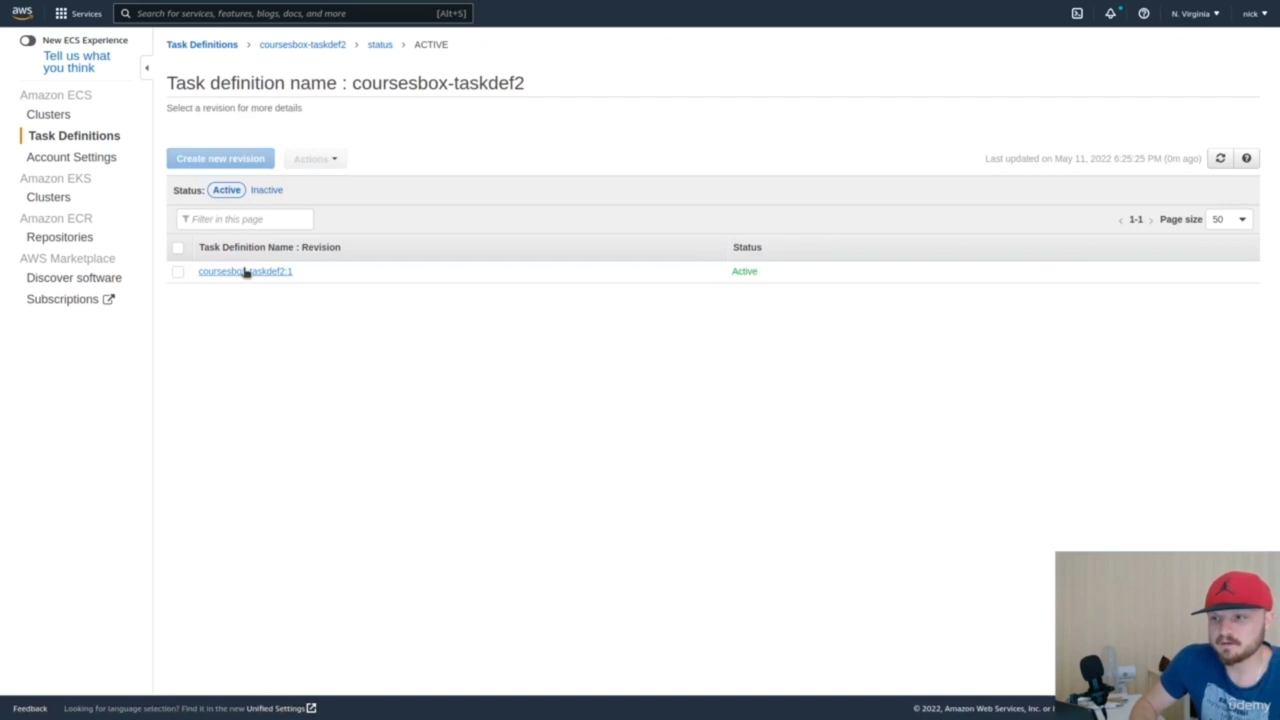 aws Services Search for services, features, blogs, docs, and more [Alt+S] N. Virginia nick
New ECS Experience
Tell us what
you think
Amazon ECS
Clusters
Task Definitions
Account Settings
Amazon EKS
Clusters
Amazon ECR
Repositories
AWS Marketplace
Discover software
Subscriptions
Task Definitions > coursesbox-taskdef2 > status > ACTIVE
Task definition name : coursesbox-taskdef2
Select a revision for more details
Create new revision Actions Last updated on May 11, 2022 6:25:25 PM (0m ago)
Status: Active Inactive
Filter in this page < 1-1 > Page size 50
Task Definition Name : Revision Status
coursesbox-taskdef2:1 Active
Feedback Looking for language selection? Find it in the new Unified Settings © 2022, Amazon Web Services, Inc. or
udemy